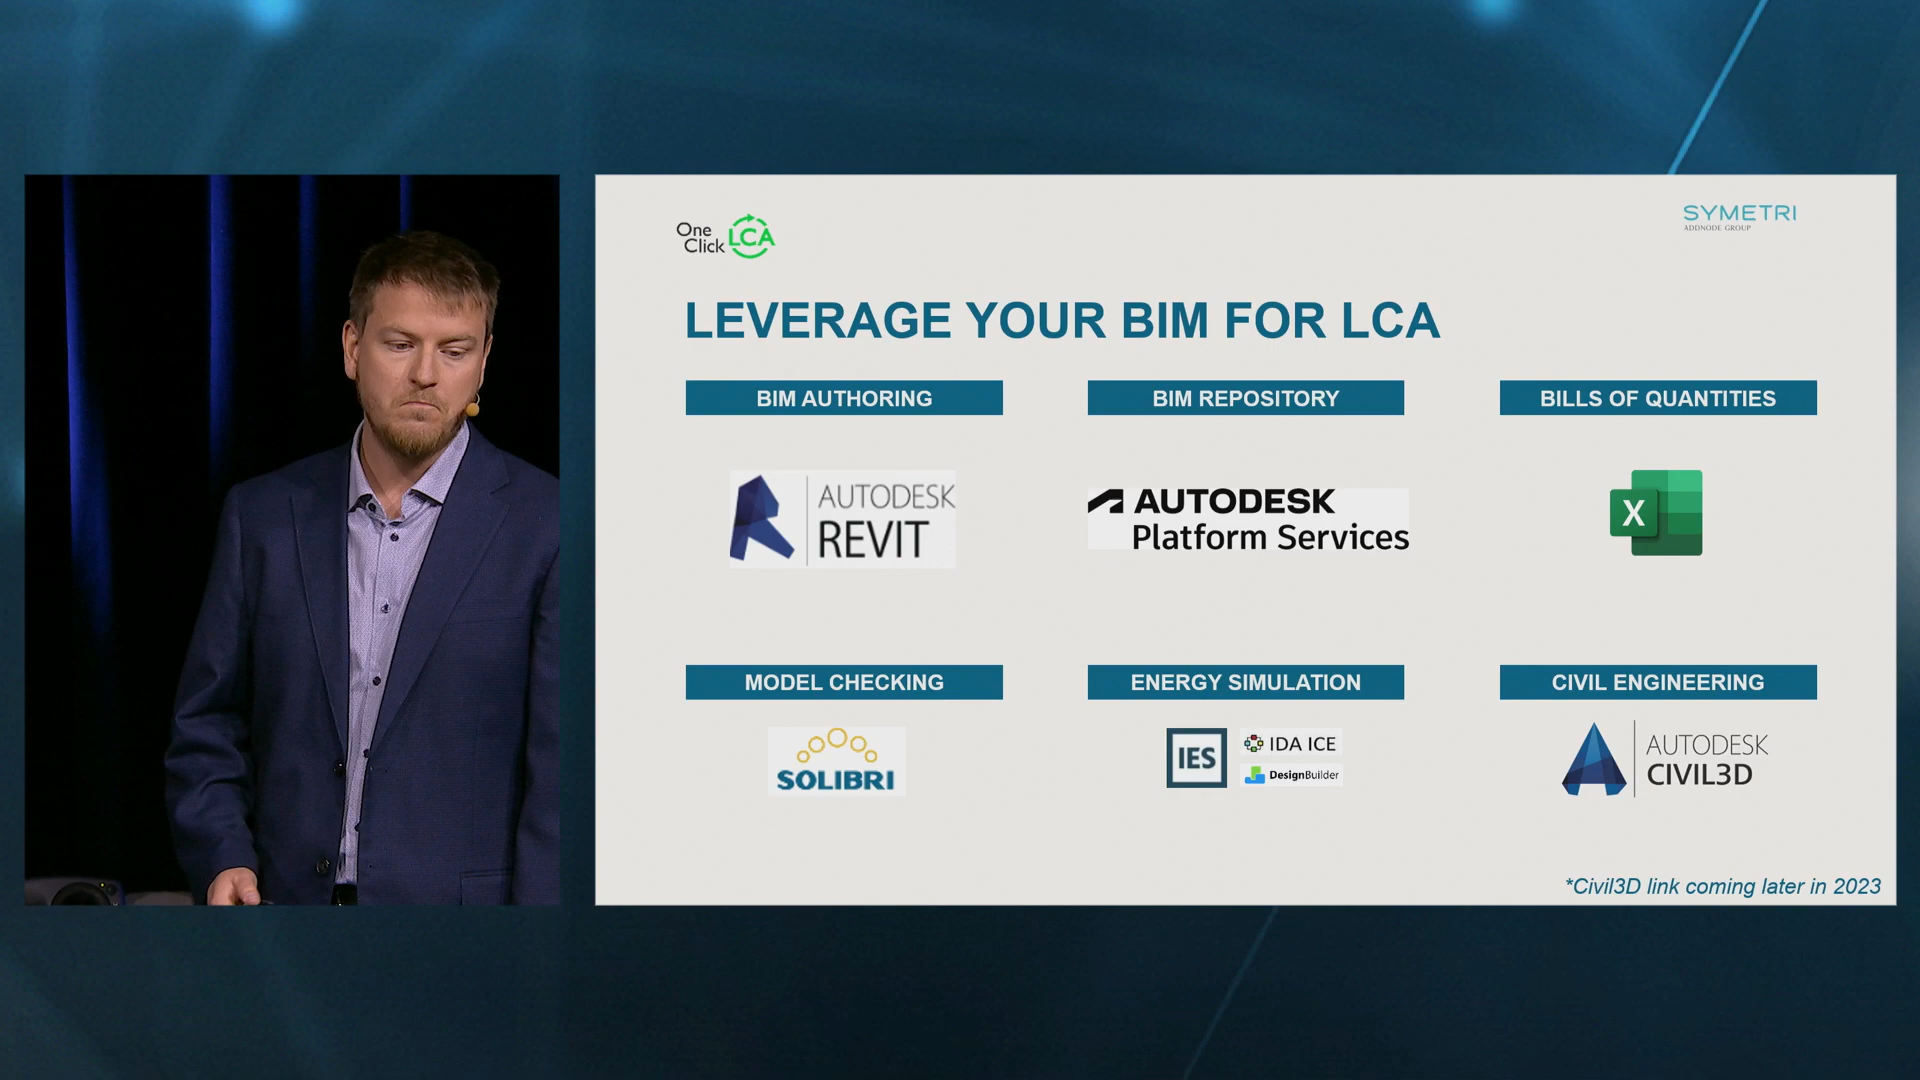 One
Click LCA
SYMETRI
ADDNODE GROUP
LEVERAGE YOUR BIM FOR LCA
BIM AUTHORING
BIM REPOSITORY
BILLS OF QUANTITIES
AUTODESK
REVIT
AUTODESK
Platform Services
X
MODEL CHECKING
ENERGY SIMULATION
CIVIL ENGINEERING
SOLIBRI
IES
IDA ICE
DesignBuilder
AUTODESK
CIVIL3D
*Civil3D link coming later in 2023